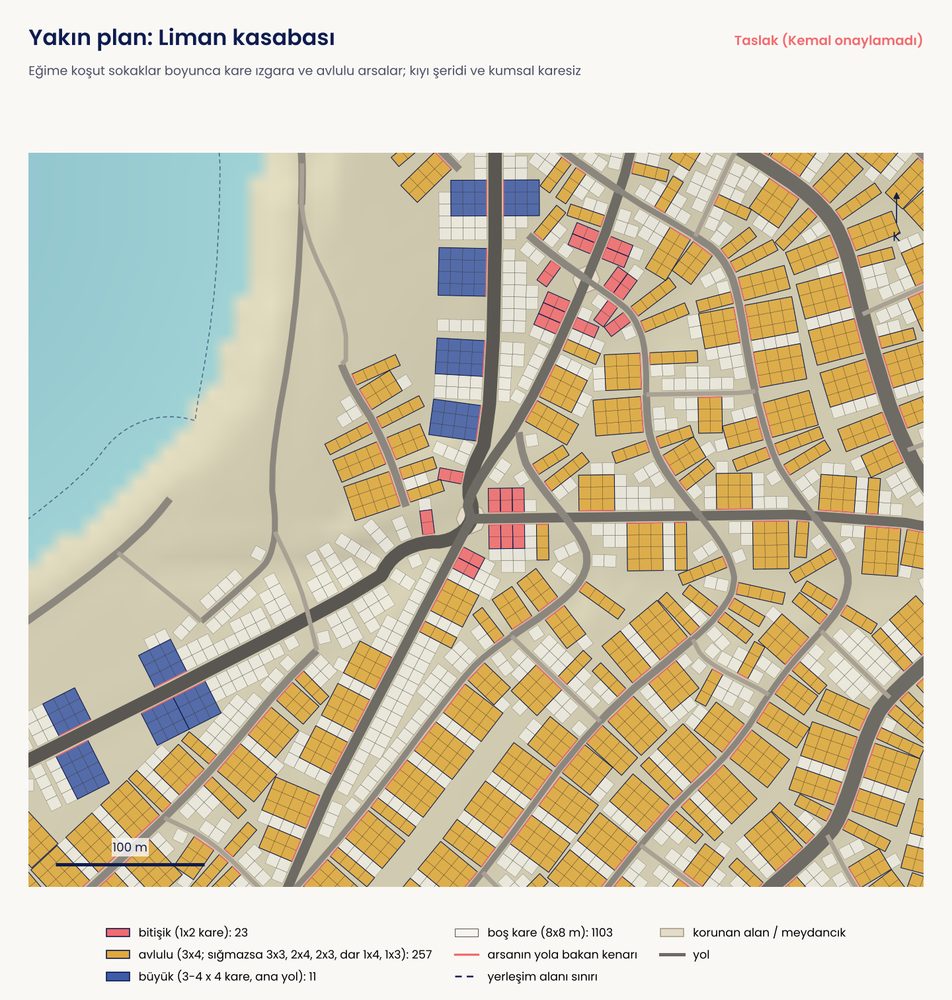 Yakın plan: Liman kasabası
Taslak (Kemal onaylamadı)
Eğime koşut sokaklar boyunca kare ızgara ve avlulu arsalar; kıyı şeridi ve kumsal karesiz
K
100 m
bitişik (1x2 kare): 23
avlulu (3x4; sığmazsa 3x3, 2x4, 2x3, dar 1x4, 1x3): 257
büyük (3-4 x 4 kare, ana yol): 11
boş kare (8x8 m): 1103
arsanın yola bakan kenarı
yerleşim alanı sınırı
korunan alan / meydancık
yol